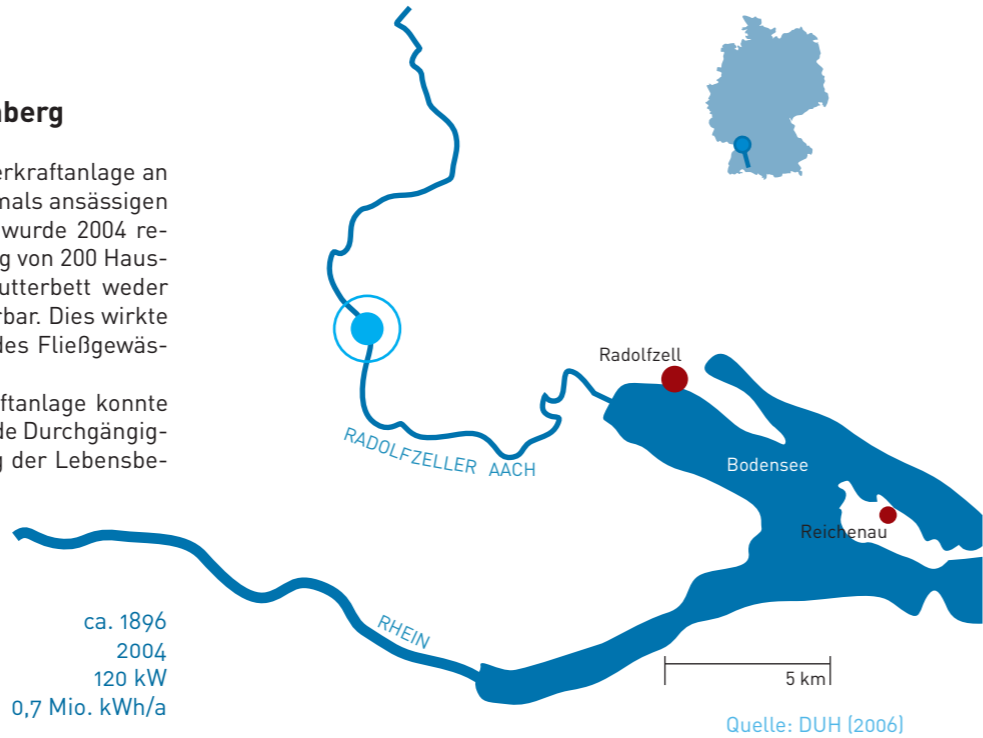 berg
erkraftanlage an
mals ansässigen
wurde 2004 re-
g von 200 Haus-
utterbett weder
rbar. Dies wirkte
des Fließgewäs-
ftanlage konnte
de Durchgängig-
g der Lebensbe-
ca. 1896
2004
120 kW
0,7 Mio. kWh/a
Radolfzell
RADOLFZELLER AACH
Bodensee
Reichenau
RHEIN
5 km
Quelle: DUH (2006)